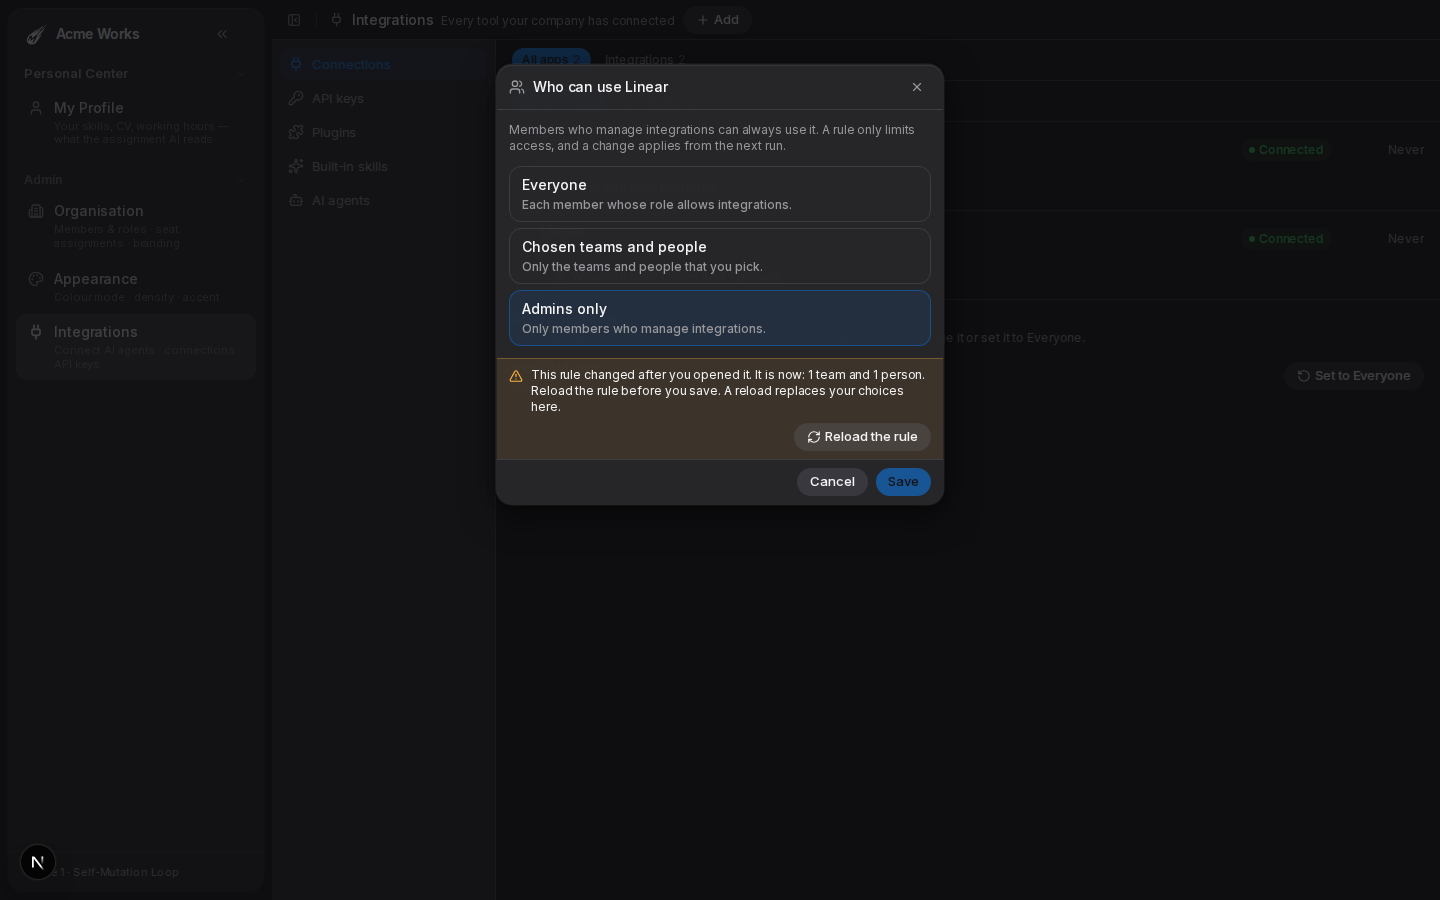 Acme Works
Personal Center
My Profile
Your skills, CV, working hours —
what the assignment AI reads
Admin
Organisation
Members & roles · seat
assignments · branding
Appearance
Colour mode · density · accent
Integrations
Connect AI agents · connections
API keys
1 · Self-Mutation Loop
Integrations
Every tool your company has connected
Add
Connections
API keys
Plugins
Built-in skills
AI agents
All apps 2
Integrations 2
Who can use Linear
Members who manage integrations can always use it. A rule only limits
access, and a change applies from the next run.
Everyone
Each member whose role allows integrations.
Chosen teams and people
Only the teams and people that you pick.
Admins only
Only members who manage integrations.
This rule changed after you opened it. It is now: 1 team and 1 person.
Reload the rule before you save. A reload replaces your choices
here.
Reload the rule
Cancel
Save
Connected
Never
Connected
Never
it or set it to Everyone.
Set to Everyone